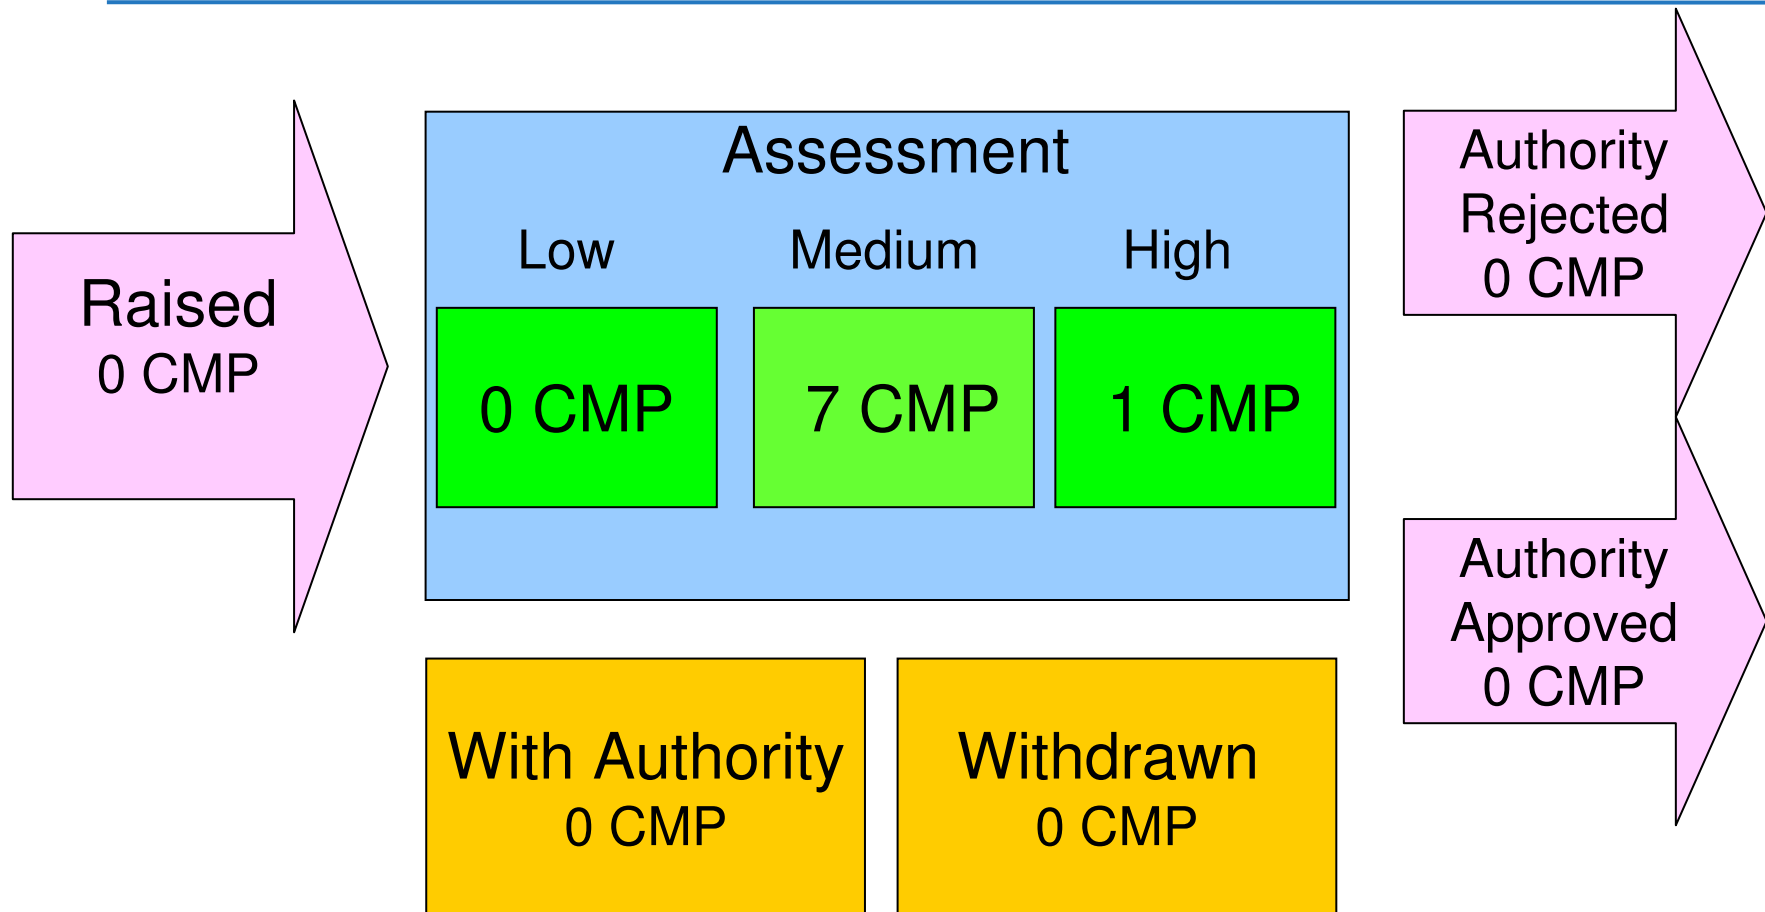 Raised
0 CMP
Assessment
Low
Medium
High
0 CMP
7 CMP
1 CMP
With Authority
0 CMP
Withdrawn
0 CMP
Authority
Rejected
0 CMP
Authority
Approved
0 CMP